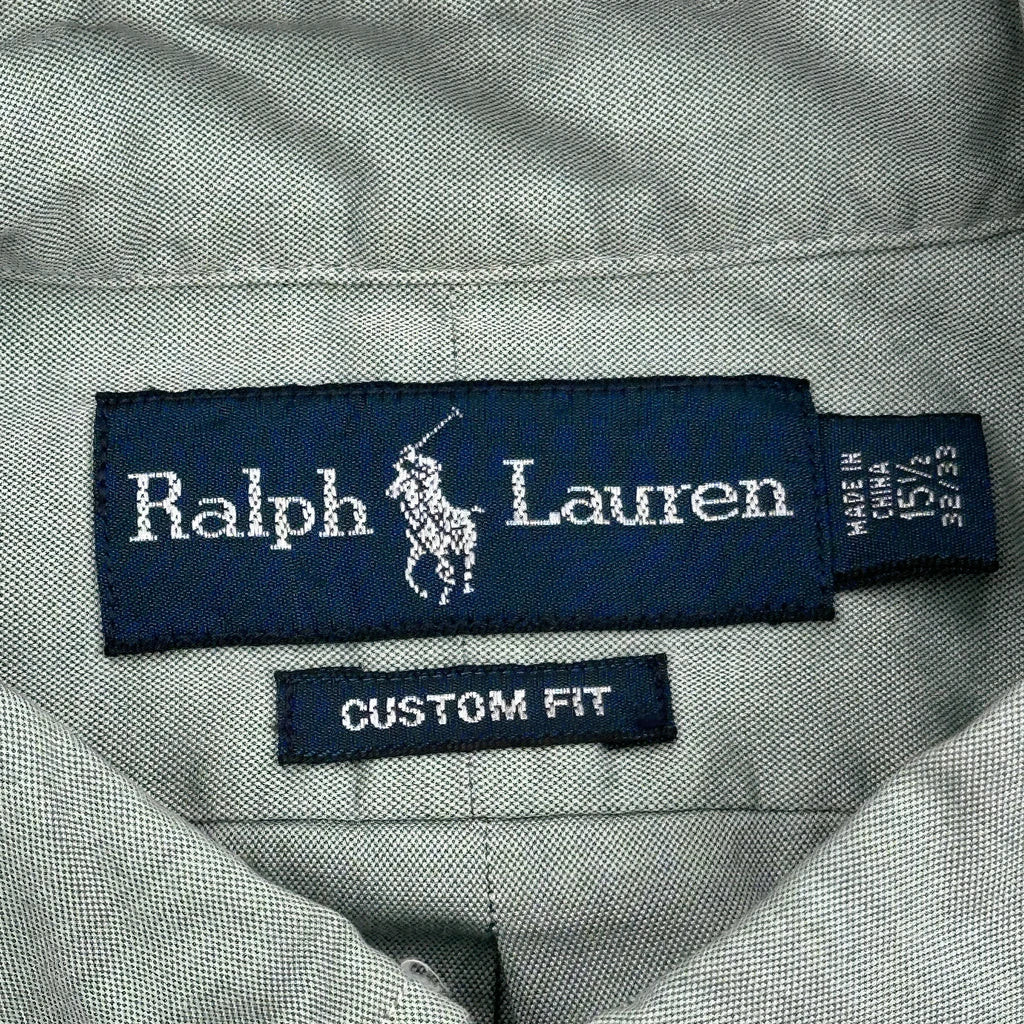 Ralph Lauren
MADE IN
CHINA
15½
32/33
CUSTOM FIT